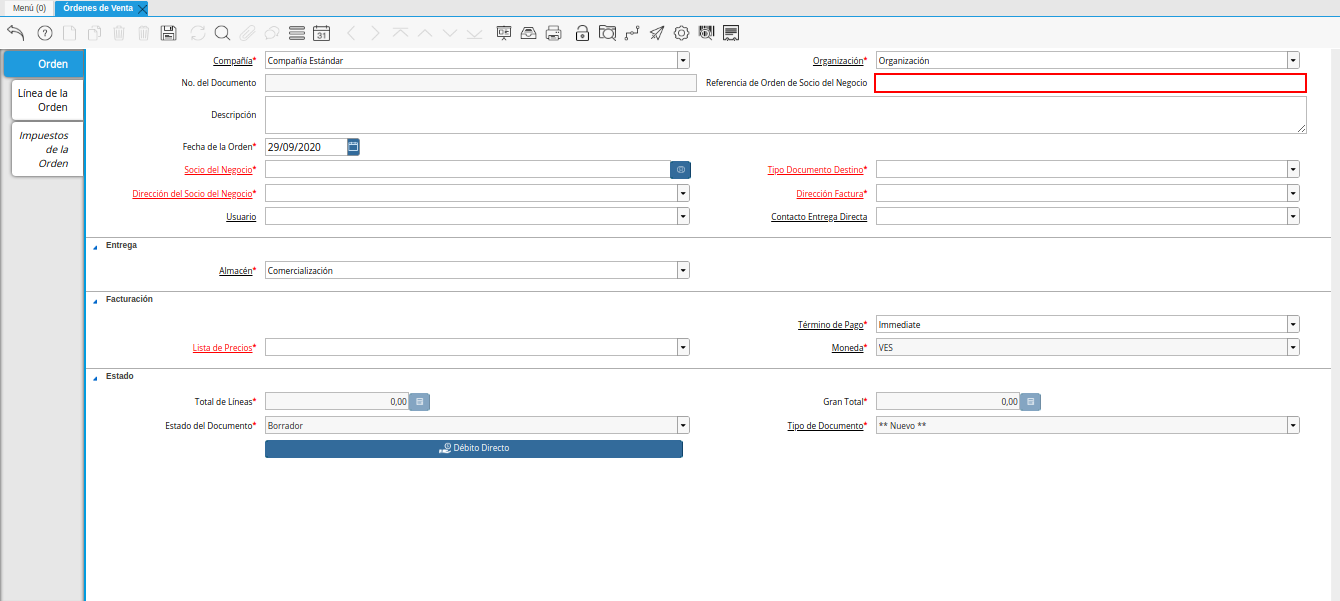 Menú (0)
Órdenes de Venta
?
31
Orden
Línea de la
Orden
Impuestos
de la
Orden
Compañía* Compañía Estándar
Organización* Organización
No. del Documento
Referencia de Orden de Socio del Negocio
Descripción
Fecha de la Orden* 29/09/2020
Socio del Negocio*
Tipo Documento Destino*
Dirección del Socio del Negocio*
Dirección Factura*
Usuario
Contacto Entrega Directa
Entrega
Almacén* Comercialización
Facturación
Término de Pago* Immediate
Lista de Precios*
Moneda* VES
Estado
Total de Líneas* 0,00
Gran Total* 0,00
Estado del Documento* Borrador
Tipo de Documento* ** Nuevo **
Débito Directo